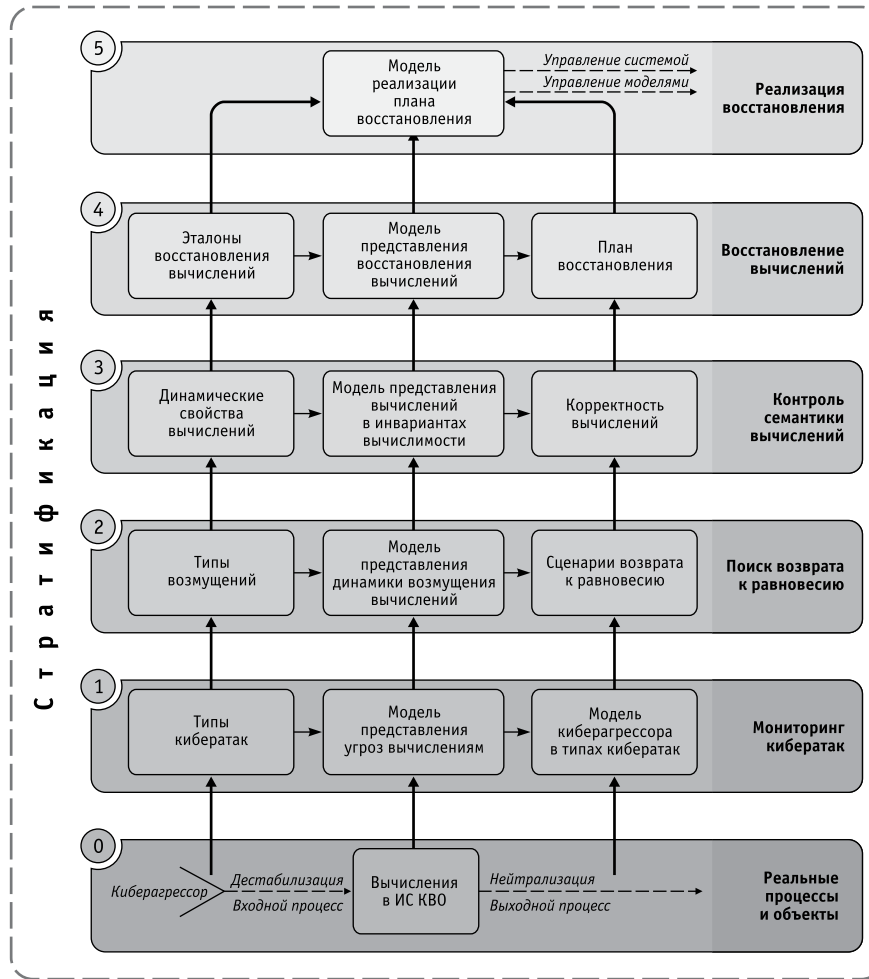 Стратификация
5
Модель
реализации
плана
восстановления
Управление системой
Управление моделями
Реализация
восстановления
4
Эталоны
восстановления
вычислений
Модель
представления
восстановления
вычислений
План
восстановления
Восстановление
вычислений
3
Динамические
свойства
вычислений
Модель представления
вычислений
в инвариантах
вычислимости
Корректность
вычислений
Контроль
семантики
вычислений
2
Типы
возмущений
Модель
представления
динамики возмущения
вычислений
Сценарии возврата
к равновесию
Поиск возврата
к равновесию
1
Типы
кибератак
Модель
представления
угроз вычислениям
Модель
киберагрессора
в типах кибератак
Мониторинг
кибератак
0
Киберагрессор
Дестабилизация
Входной процесс
Вычисления
в ИС КВО
Нейтрализация
Выходной процесс
Реальные
процессы
и объекты